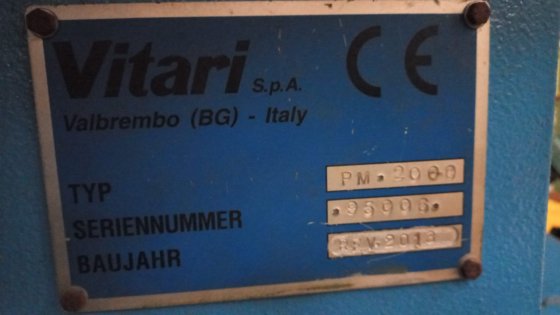 Vitari S.p.A. CE
Valbrembo (BG) - Italy
TYP PM.2000
SERIENNUMMER .95006.
BAUJAHR